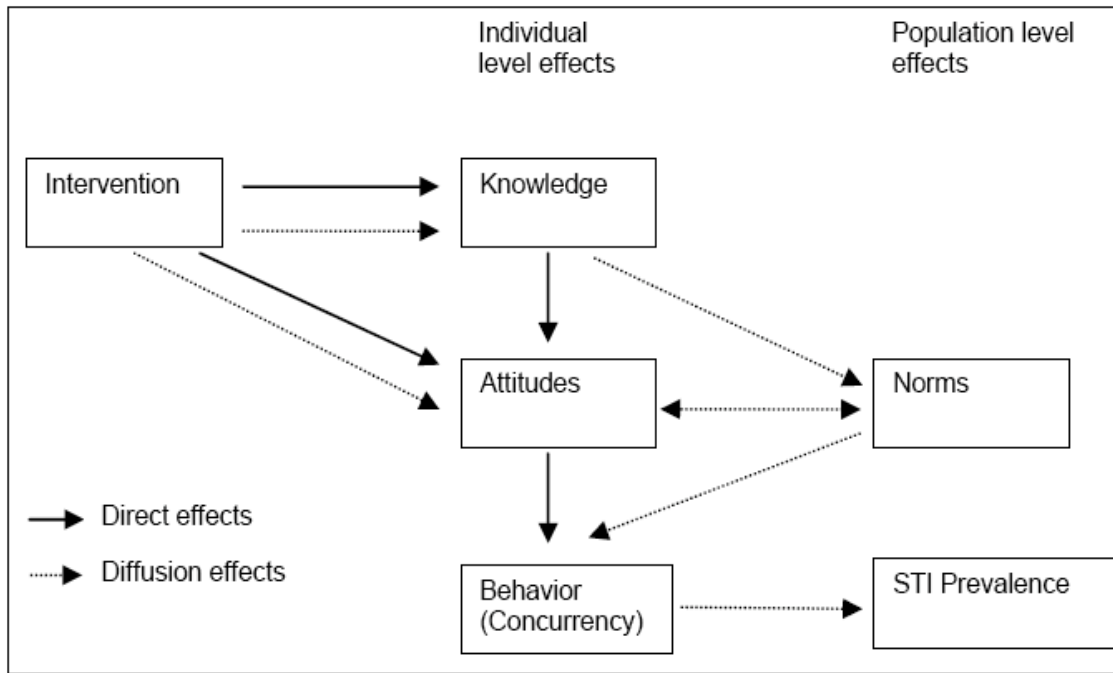 Individual
level effects
Population level
effects
Intervention
Knowledge
Attitudes
Norms
Direct effects
Diffusion effects
Behavior
(Concurrency)
STI Prevalence